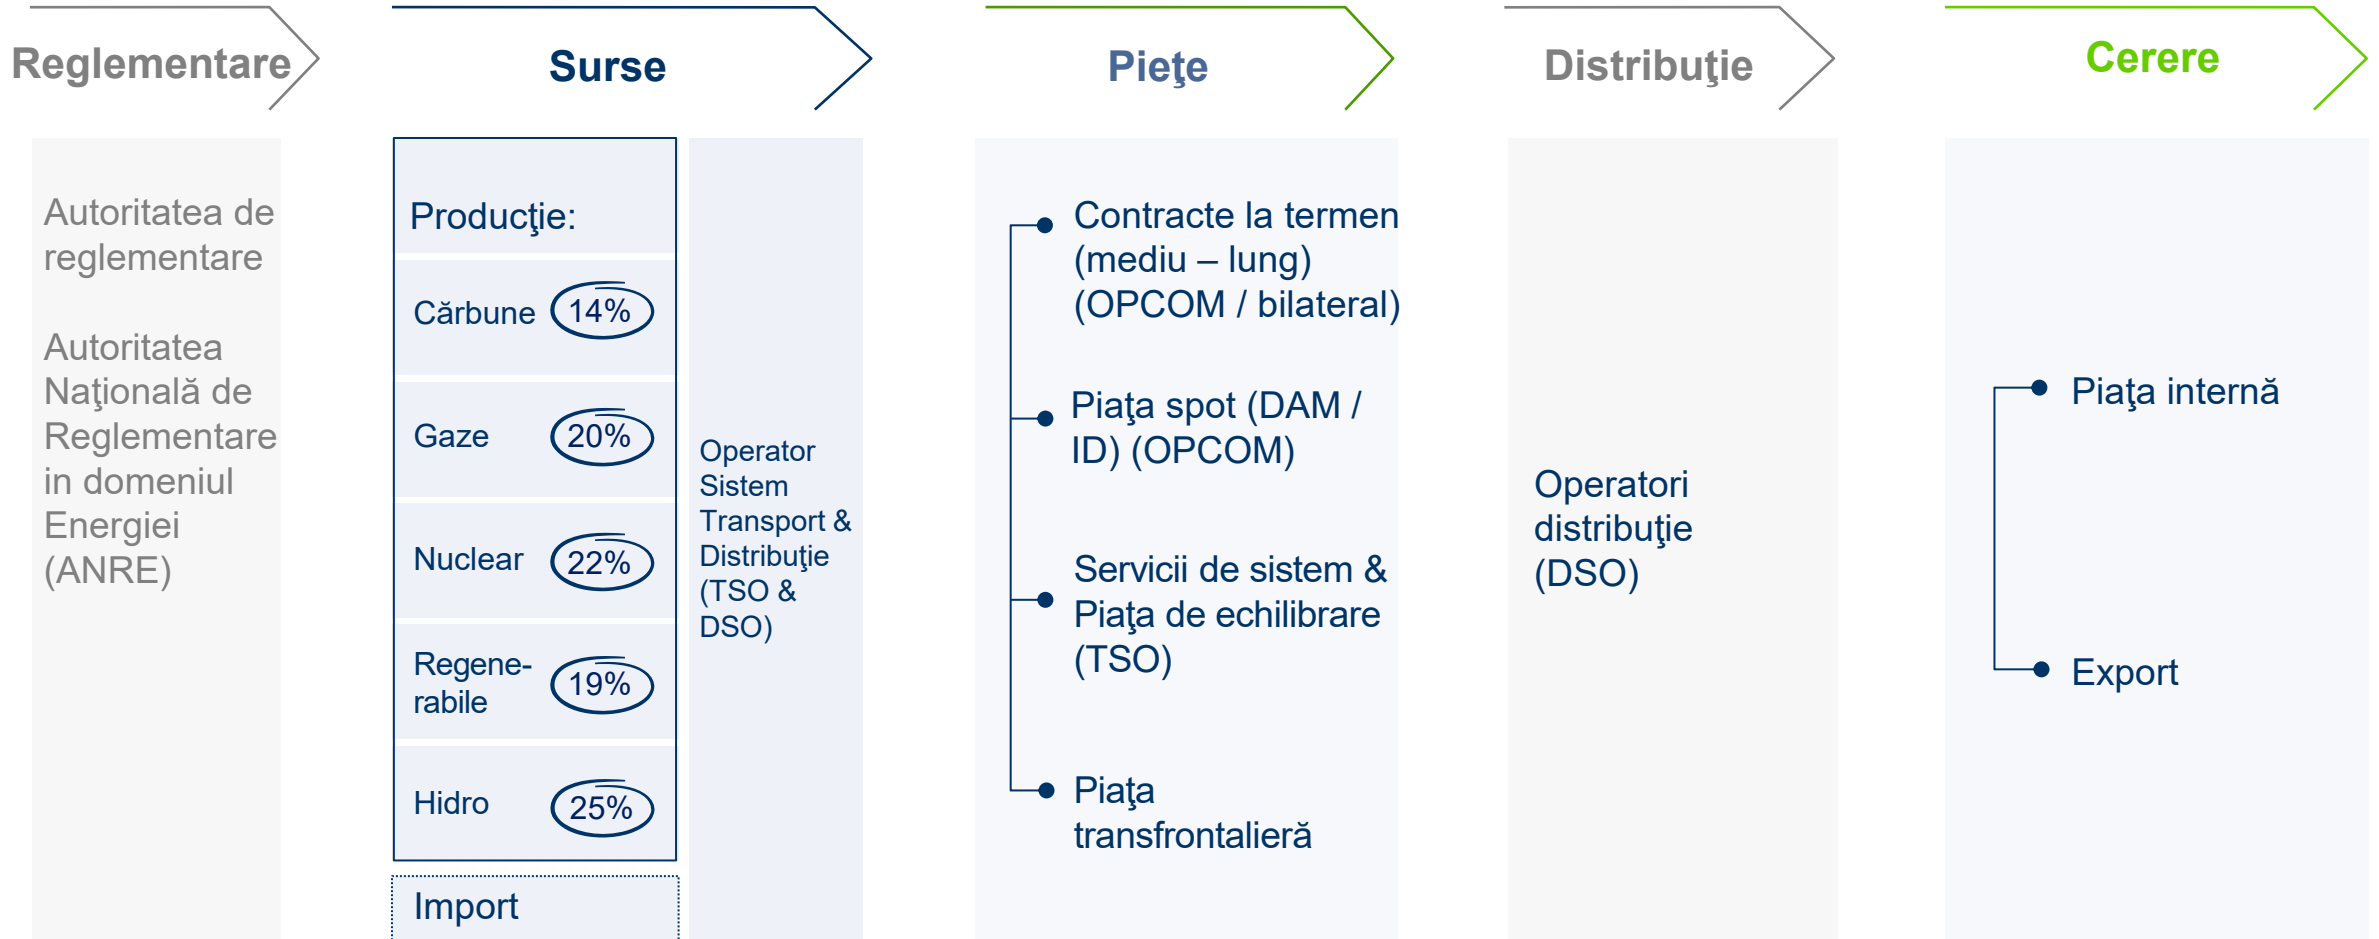 Reglementare
Surse
Pieţe
Distribuţie
Cerere
Autoritatea de
reglementare
Autoritatea
Naţională de
Reglementare
in domeniul
Energiei
(ANRE)
Producţie:
Cărbune 14%
Gaze 20%
Nuclear 22%
Regene-
rabile 19%
Hidro 25%
Import
Operator
Sistem
Transport &
Distribuţie
(TSO &
DSO)
Contracte la termen
(mediu – lung)
(OPCOM / bilateral)
Piaţa spot (DAM /
ID) (OPCOM)
Servicii de sistem &
Piaţa de echilibrare
(TSO)
Piaţa
transfrontalieră
Operatori
distribuţie
(DSO)
Piaţa internă
Export